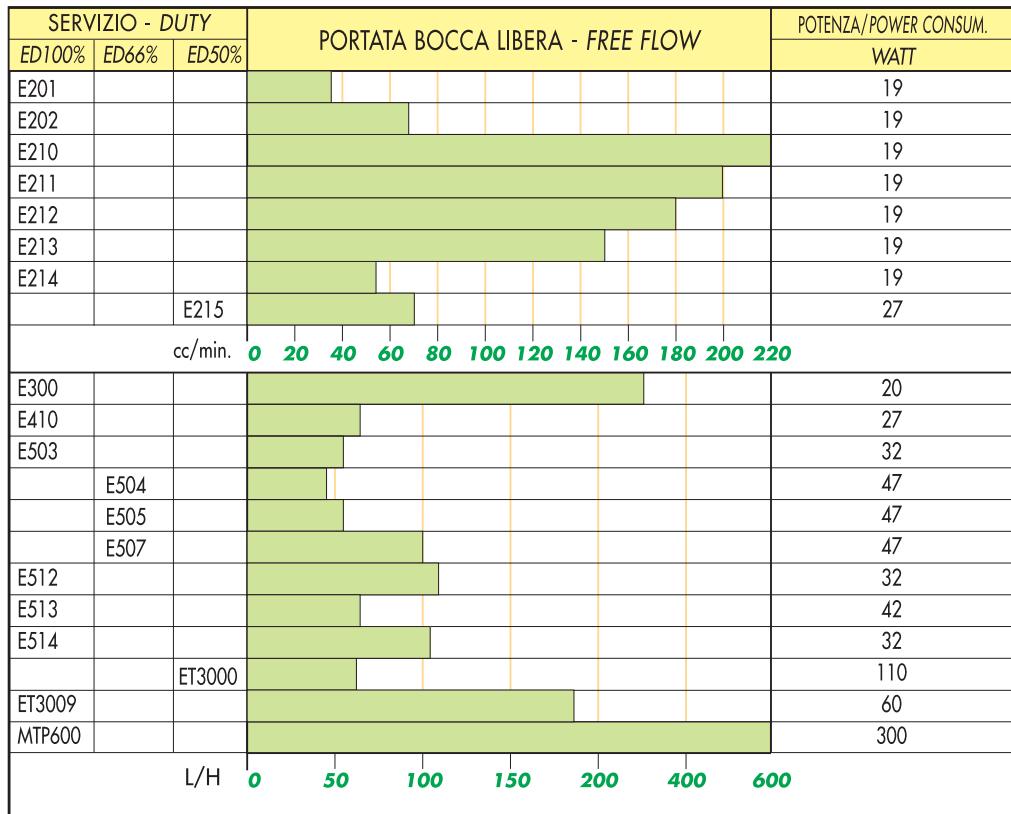 SERVIZIO - DUTY
PORTATA BOCCA LIBERA - FREE FLOW
POTENZA/POWER CONSUM.
ED100% ED66% ED50%
WATT
E201 19
E202 19
E210 19
E211 19
E212 19
E213 19
E214 19
E215 27
cc/min. 0 20 40 60 80 100 120 140 160 180 200 220
E300 20
E410 27
E503 32
E504 47
E505 47
E507 47
E512 32
E513 42
E514 32
ET3000 110
ET3009 60
MTP600 300
L/H 0 50 100 150 200 400 600